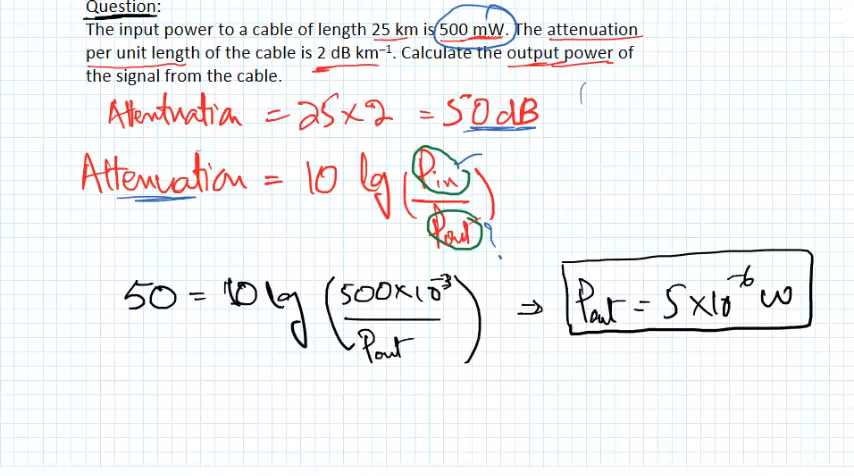 Question:
The input power to a cable of length 25 km is 500 mW. The attenuation
per unit length of the cable is 2 dB km⁻¹. Calculate the output power of
the signal from the cable.
Attentuation = 25 × 2 = 50 dB
Attenuation = 10 lg (Pin / Pout) ?
50 = 10 lg (500×10⁻³ / Pout) ⇒ Pout = 5×10⁻⁶ W